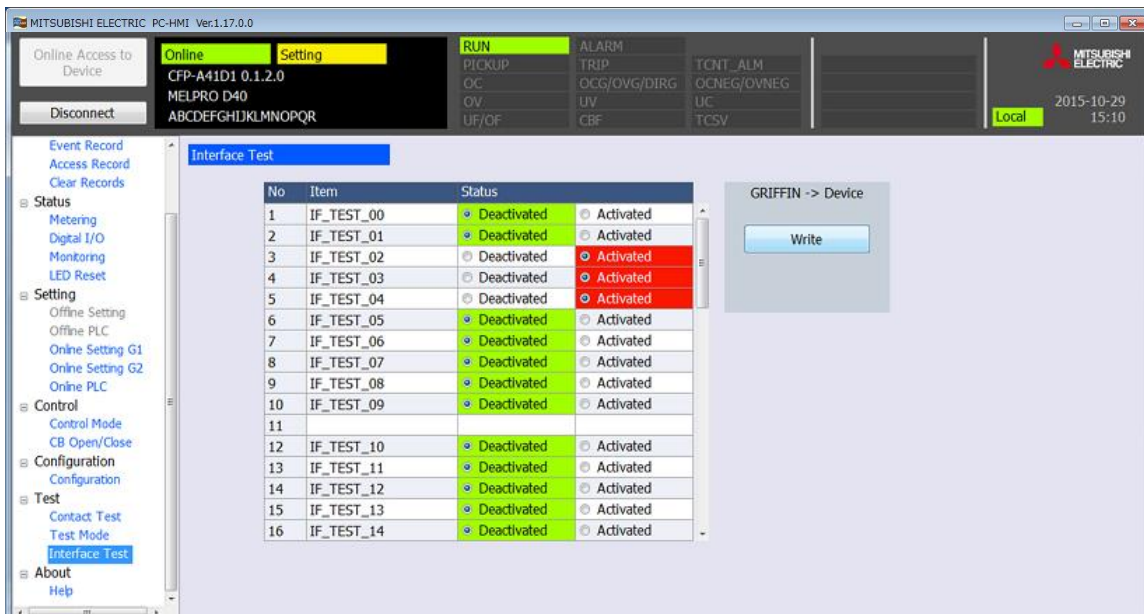 MITSUBISHI ELECTRIC PC-HMI Ver.1.17.0.0
Online Access to
Device
Disconnect
Online Setting
CFP-A41D1 0.1.2.0
MELPRO D40
ABCDEFGHIJKLMNOPQR
RUN ALARM
PICKUP TRIP TCNT_ALM
OC OCG/OVG/DIRG OCNEG/OVNEG
OV UV UC
UF/OF CBF TCSV
MITSUBISHI
ELECTRIC
2015-10-29
Local 15:10
Event Record
Access Record
Clear Records
Status
Metering
Digital I/O
Monitoring
LED Reset
Setting
Offline Setting
Offline PLC
Online Setting G1
Online Setting G2
Online PLC
Control
Control Mode
CB Open/Close
Configuration
Configuration
Test
Contact Test
Test Mode
Interface Test
About
Help
Interface Test
No Item Status
1 IF_TEST_00 Deactivated Activated
2 IF_TEST_01 Deactivated Activated
3 IF_TEST_02 Deactivated Activated
4 IF_TEST_03 Deactivated Activated
5 IF_TEST_04 Deactivated Activated
6 IF_TEST_05 Deactivated Activated
7 IF_TEST_06 Deactivated Activated
8 IF_TEST_07 Deactivated Activated
9 IF_TEST_08 Deactivated Activated
10 IF_TEST_09 Deactivated Activated
11
12 IF_TEST_10 Deactivated Activated
13 IF_TEST_11 Deactivated Activated
14 IF_TEST_12 Deactivated Activated
15 IF_TEST_13 Deactivated Activated
16 IF_TEST_14 Deactivated Activated
GRIFFIN -> Device
Write